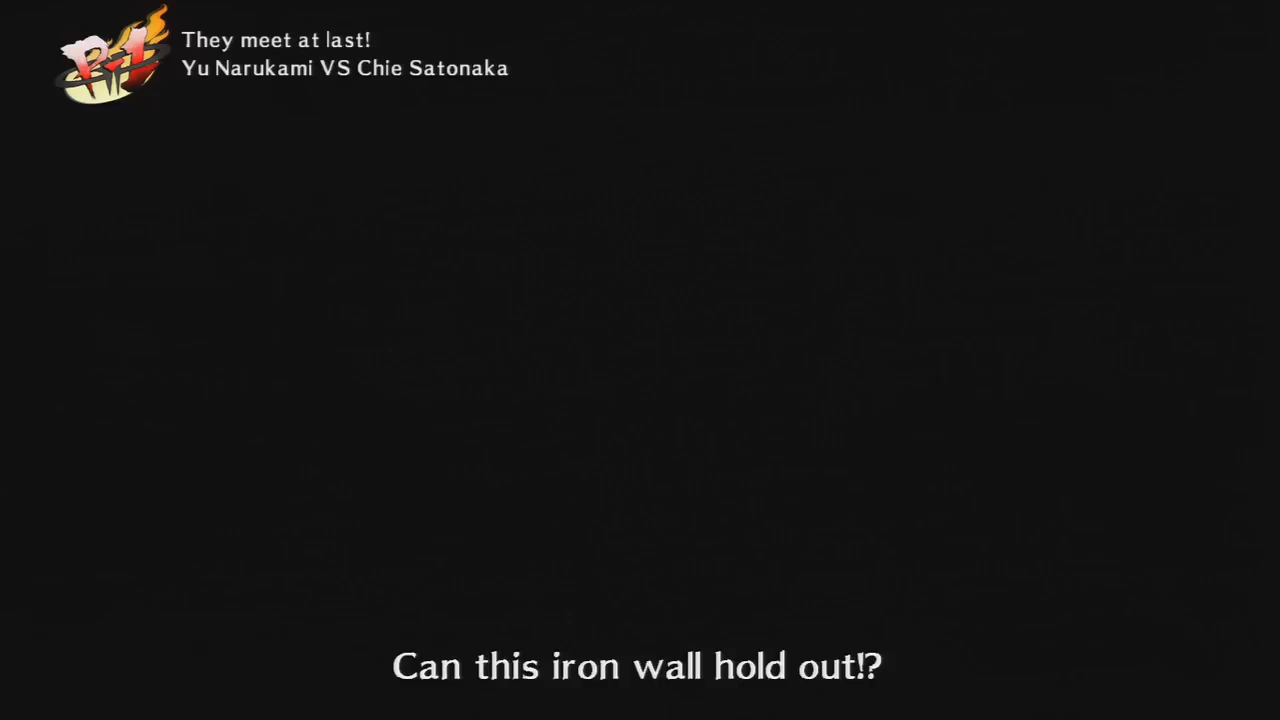 P-1
They meet at last!
Yu Narukami VS Chie Satonaka
Can this iron wall hold out!?